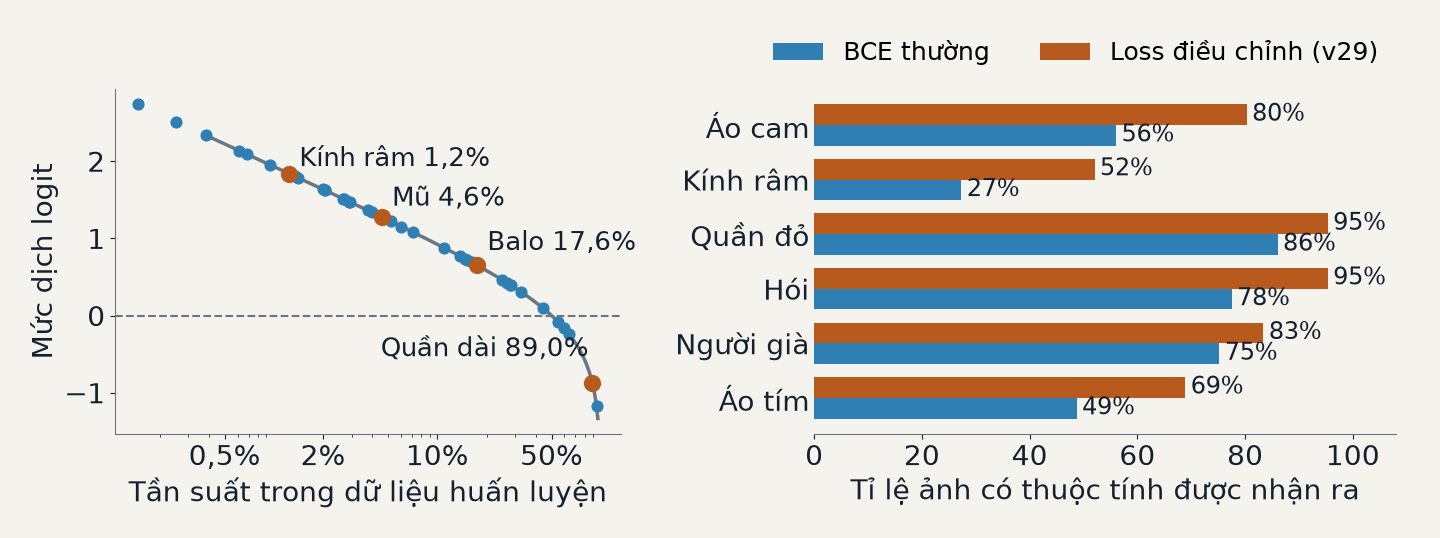 BCE thường
Loss điều chỉnh (v29)
Mức dịch logit
2
1
0
−1
Kính râm 1,2%
Mũ 4,6%
Balo 17,6%
Quần dài 89,0%
0,5%
2%
10%
50%
Tần suất trong dữ liệu huấn luyện
Áo cam
80%
56%
Kính râm
52%
27%
Quần đỏ
95%
86%
Hói
95%
78%
Người già
83%
75%
Áo tím
69%
49%
0
20
40
60
80
100
Tỉ lệ ảnh có thuộc tính được nhận ra